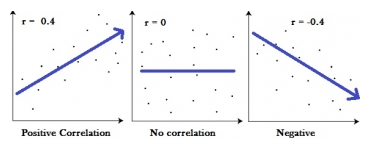 r = 0.4
r = 0
r = -0.4
Positive Correlation
No correlation
Negative